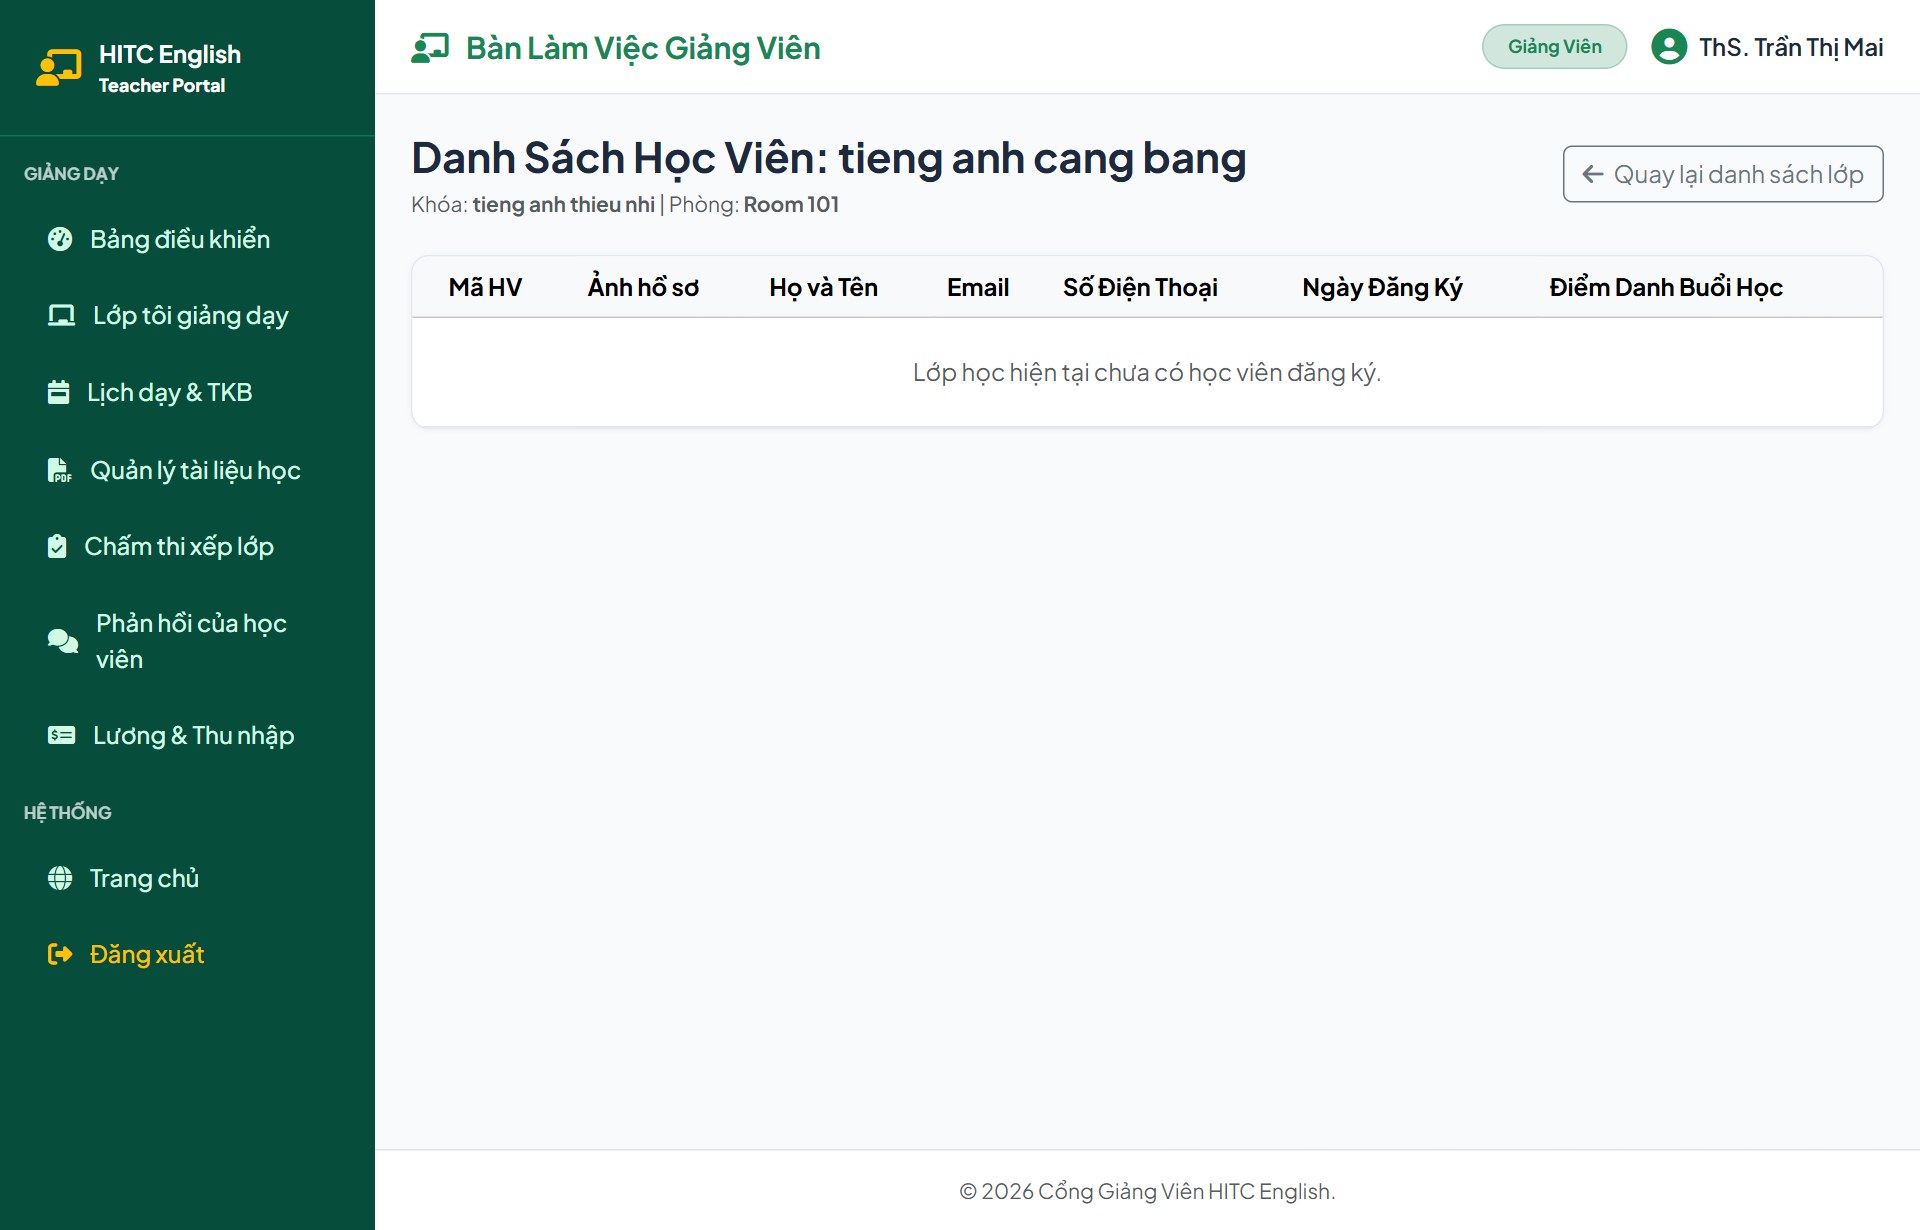 HITC English
Teacher Portal
GIẢNG DẠY
Bảng điều khiển
Lớp tôi giảng dạy
Lịch dạy & TKB
Quản lý tài liệu học
Chấm thi xếp lớp
Phản hồi của học
viên
Lương & Thu nhập
HỆ THỐNG
Trang chủ
Đăng xuất
Bàn Làm Việc Giảng Viên
Giảng Viên
ThS. Trần Thị Mai
Danh Sách Học Viên: tieng anh cang bang
Khóa: tieng anh thieu nhi | Phòng: Room 101
Quay lại danh sách lớp
Mã HV Ảnh hồ sơ Họ và Tên Email Số Điện Thoại Ngày Đăng Ký Điểm Danh Buổi Học
Lớp học hiện tại chưa có học viên đăng ký.
© 2026 Cổng Giảng Viên HITC English.